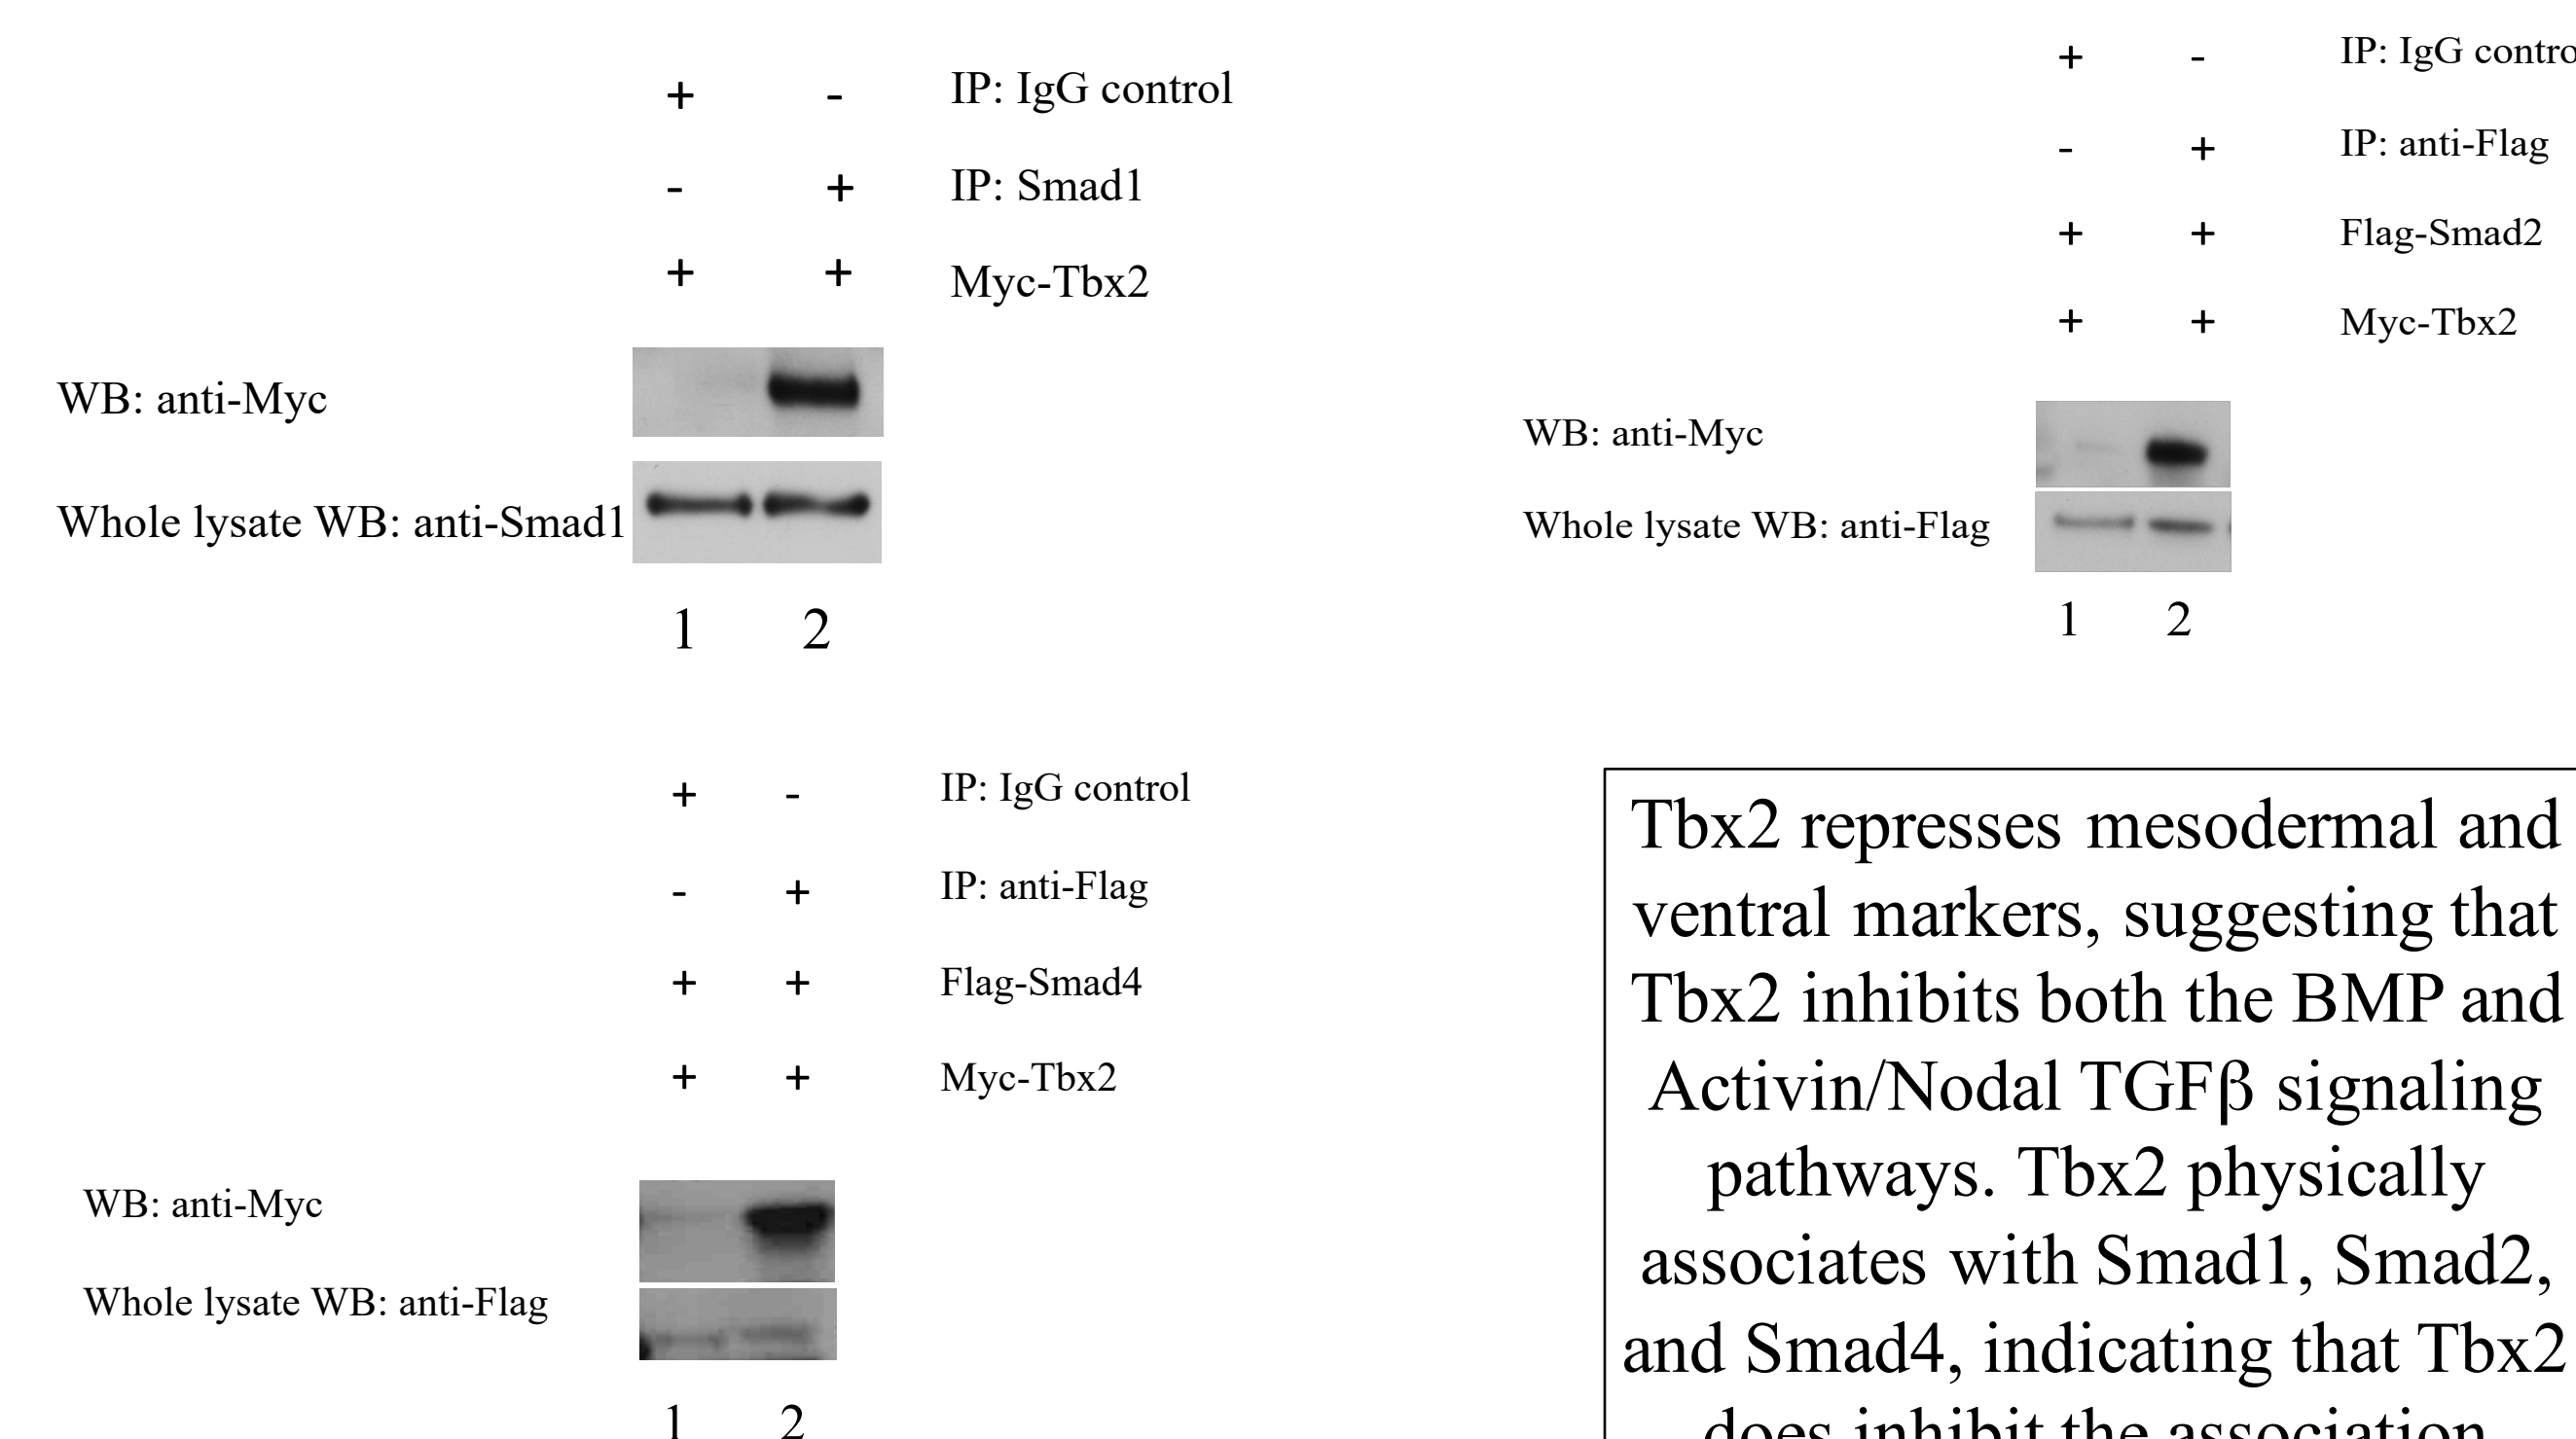 + - IP: IgG control
- + IP: Smad1
+ + Myc-Tbx2
WB: anti-Myc
Whole lysate WB: anti-Smad1
1 2
+ - IP: IgG contro
- + IP: anti-Flag
+ + Flag-Smad2
+ + Myc-Tbx2
WB: anti-Myc
Whole lysate WB: anti-Flag
1 2
+ - IP: IgG control
- + IP: anti-Flag
+ + Flag-Smad4
+ + Myc-Tbx2
WB: anti-Myc
Whole lysate WB: anti-Flag
1 2
Tbx2 represses mesodermal and
ventral markers, suggesting that
Tbx2 inhibits both the BMP and
Activin/Nodal TGFβ signaling
pathways. Tbx2 physically
associates with Smad1, Smad2,
and Smad4, indicating that Tbx2
does inhibit the association